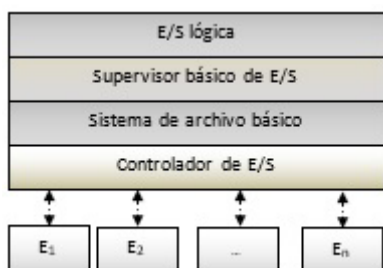 E/S lógica
Supervisor básico de E/S
Sistema de archivo básico
Controlador de E/S
E1 E2 ... En